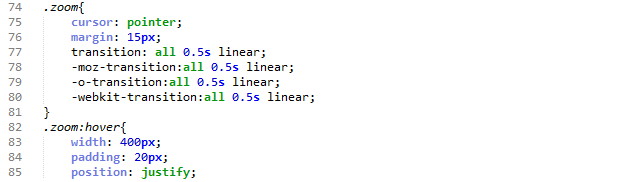 74 .zoom{
75 cursor: pointer;
76 margin: 15px;
77 transition: all 0.5s linear;
78 -moz-transition:all 0.5s linear;
79 -o-transition:all 0.5s linear;
80 -webkit-transition:all 0.5s linear;
81 }
82 .zoom:hover{
83 width: 400px;
84 padding: 20px;
85 position: justify;